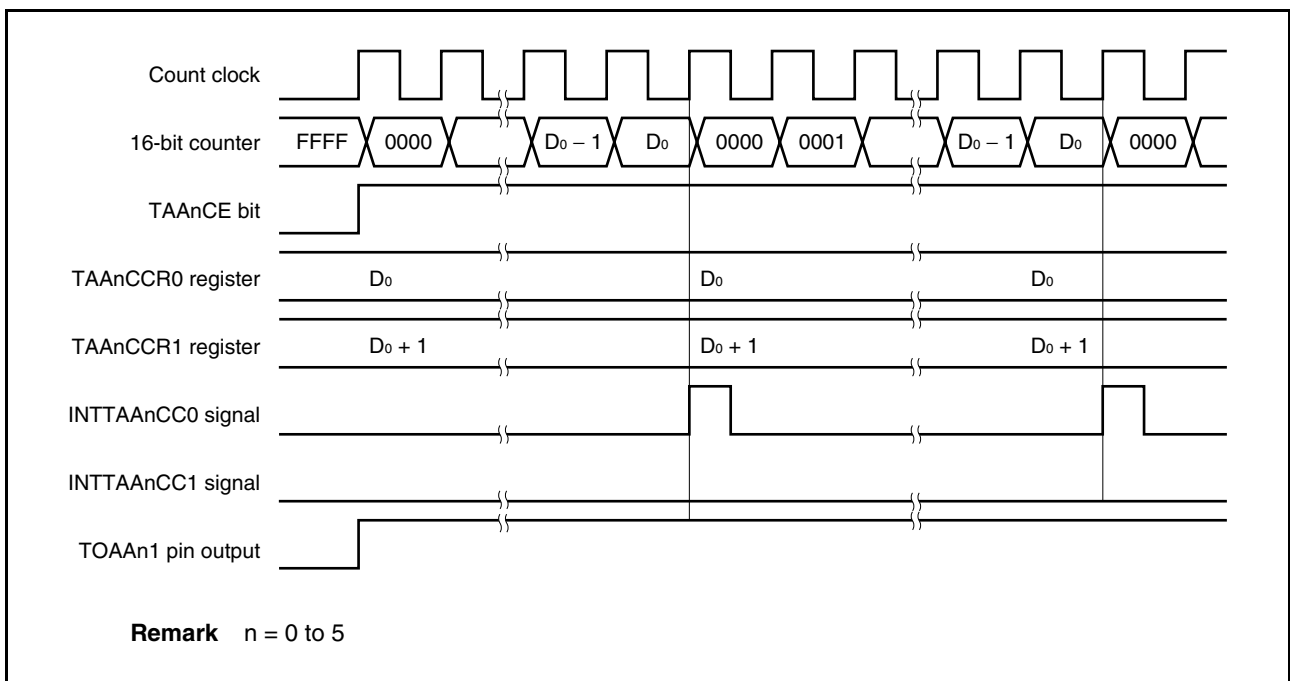 Count clock
16-bit counter FFFF 0000 D₀ − 1 D₀ 0000 0001 D₀ − 1 D₀ 0000
TAAnCE bit
TAAnCCR0 register D₀ D₀ D₀
TAAnCCR1 register D₀ + 1 D₀ + 1 D₀ + 1
INTTAAnCC0 signal
INTTAAnCC1 signal
TOAAn1 pin output
Remark n = 0 to 5